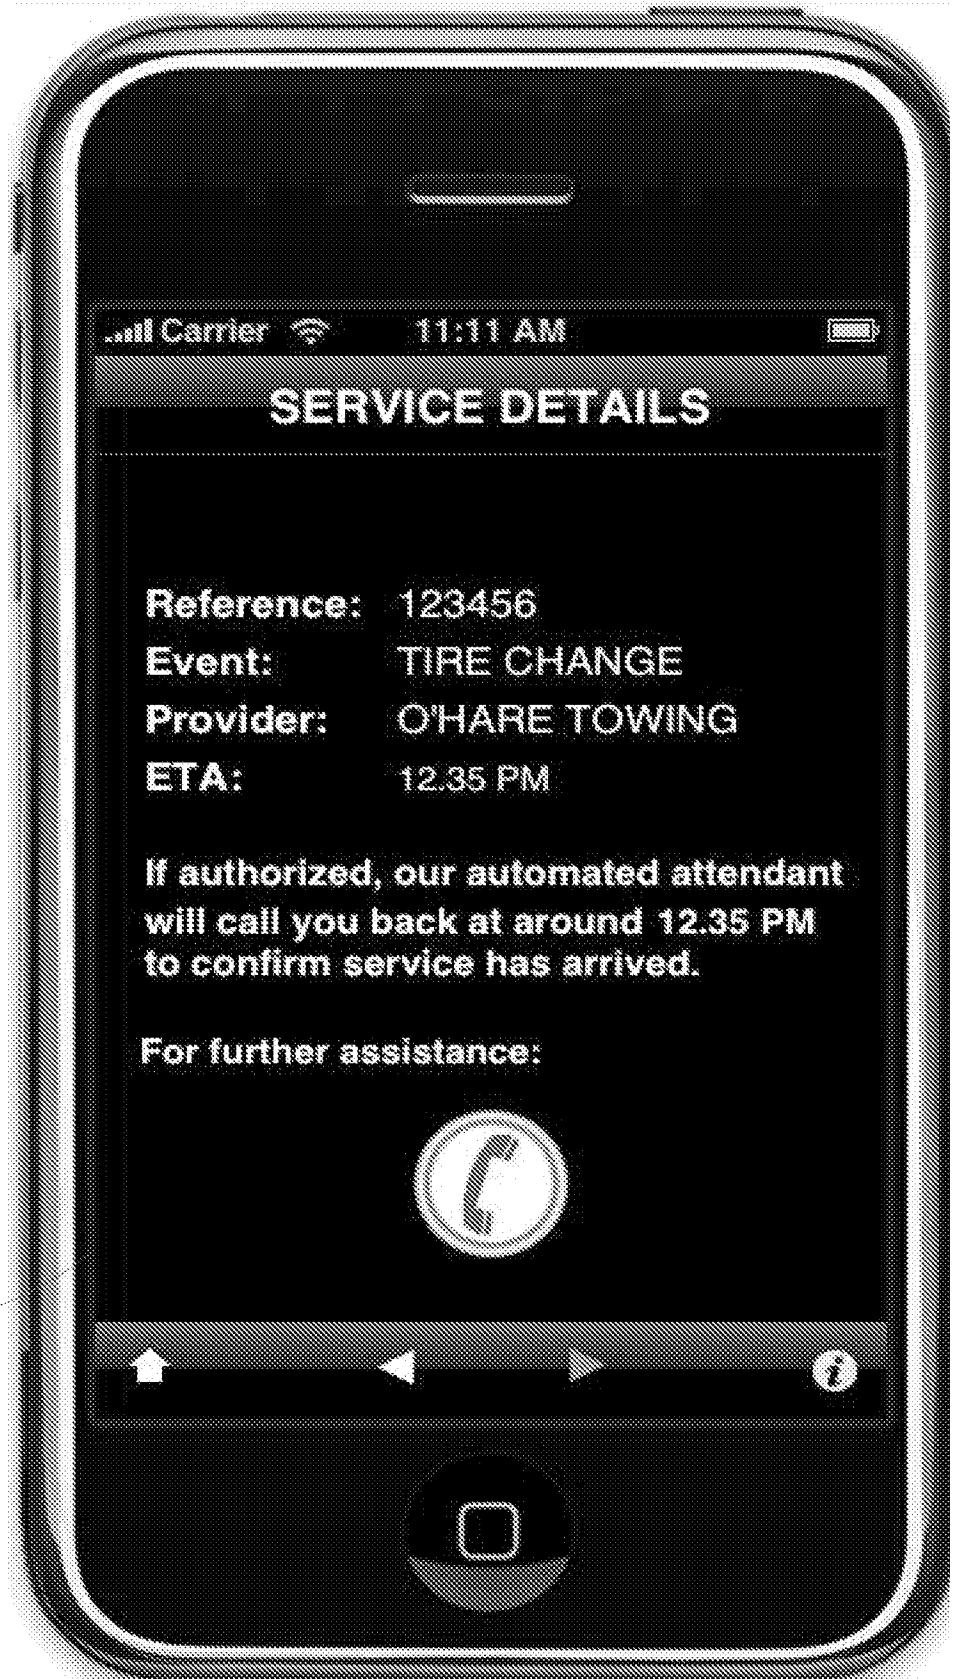 Carrier 11:11 AM
SERVICE DETAILS
Reference: 123456
Event: TIRE CHANGE
Provider: O'HARE TOWING
ETA: 12.35 PM
If authorized, our automated attendant
will call you back at around 12.35 PM
to confirm service has arrived.
For further assistance:
i